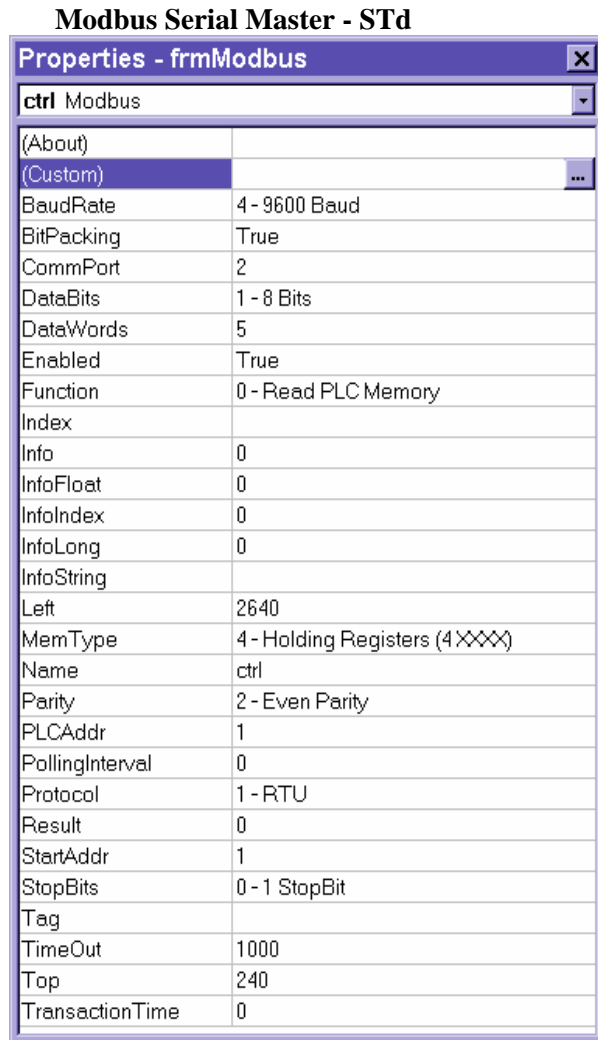 Modbus Serial Master - STd
Properties - frmModbus
ctrl Modbus
(About)
(Custom) ...
BaudRate 4 - 9600 Baud
BitPacking True
CommPort 2
DataBits 1 - 8 Bits
DataWords 5
Enabled True
Function 0 - Read PLC Memory
Index
Info 0
InfoFloat 0
InfoIndex 0
InfoLong 0
InfoString
Left 2640
MemType 4 - Holding Registers (4XXXX)
Name ctrl
Parity 2 - Even Parity
PLCAddr 1
PollingInterval 0
Protocol 1 - RTU
Result 0
StartAddr 1
StopBits 0 - 1 StopBit
Tag
TimeOut 1000
Top 240
TransactionTime 0